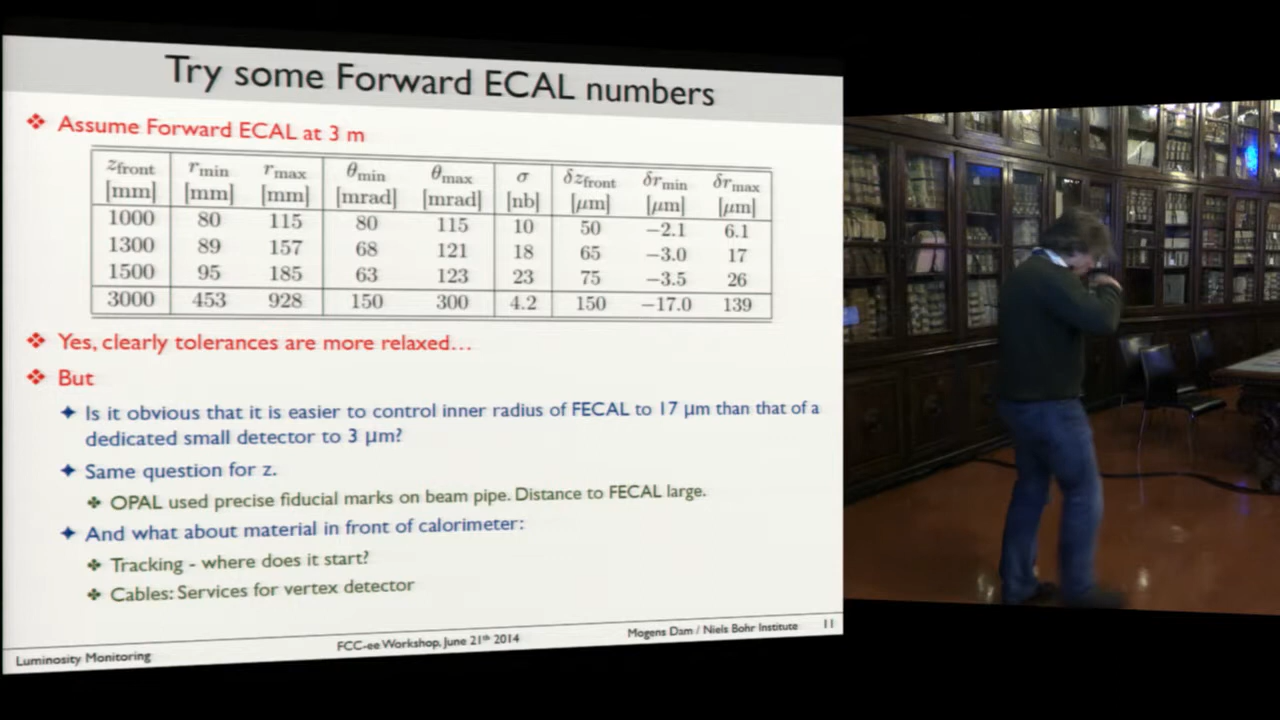 Try some Forward ECAL numbers
❖ Assume Forward ECAL at 3 m
z_front r_min r_max θ_min θ_max σ δz_front δr_min δr_max
[mm] [mm] [mm] [mrad] [mrad] [nb] [μm] [μm] [μm]
1000 80 115 80 115 10 50 −2.1 6.1
1300 89 157 68 121 18 65 −3.0 17
1500 95 185 63 123 23 75 −3.5 26
3000 453 928 150 300 4.2 150 −17.0 139
❖ Yes, clearly tolerances are more relaxed…
❖ But
✦ Is it obvious that it is easier to control inner radius of FECAL to 17 μm than that of a
dedicated small detector to 3 μm?
✦ Same question for z.
❖ OPAL used precise fiducial marks on beam pipe. Distance to FECAL large.
✦ And what about material in front of calorimeter:
❖ Tracking - where does it start?
❖ Cables: Services for vertex detector
Luminosity Monitoring FCC-ee Workshop, June 21th 2014 Mogens Dam / Niels Bohr Institute 11